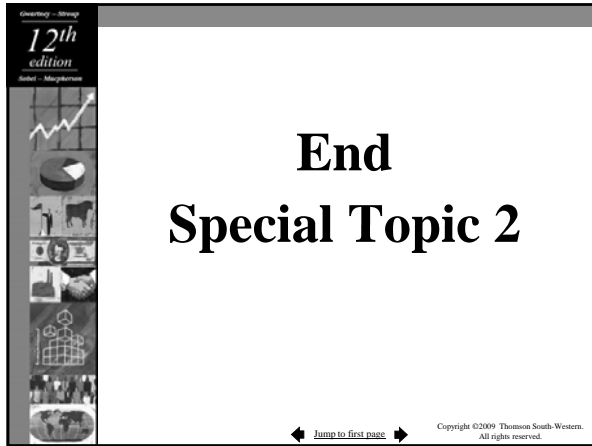 Gwartney – Stroup
12th
edition
Sobel – Macpherson
End
Special Topic 2
Jump to first page
Copyright ©2009 Thomson South-Western.
All rights reserved.